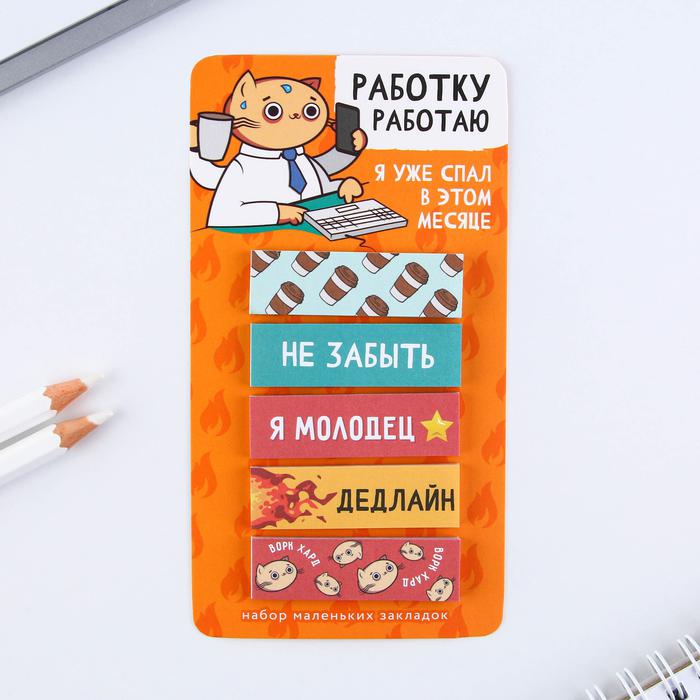 РАБОТКУ
РАБОТАЮ
Я УЖЕ СПАЛ
В ЭТОМ
МЕСЯЦЕ
НЕ ЗАБЫТЬ
Я МОЛОДЕЦ
ДЕДЛАЙН
ВОРК ХАРД
ВОРК ХАРД
набор маленьких закладок